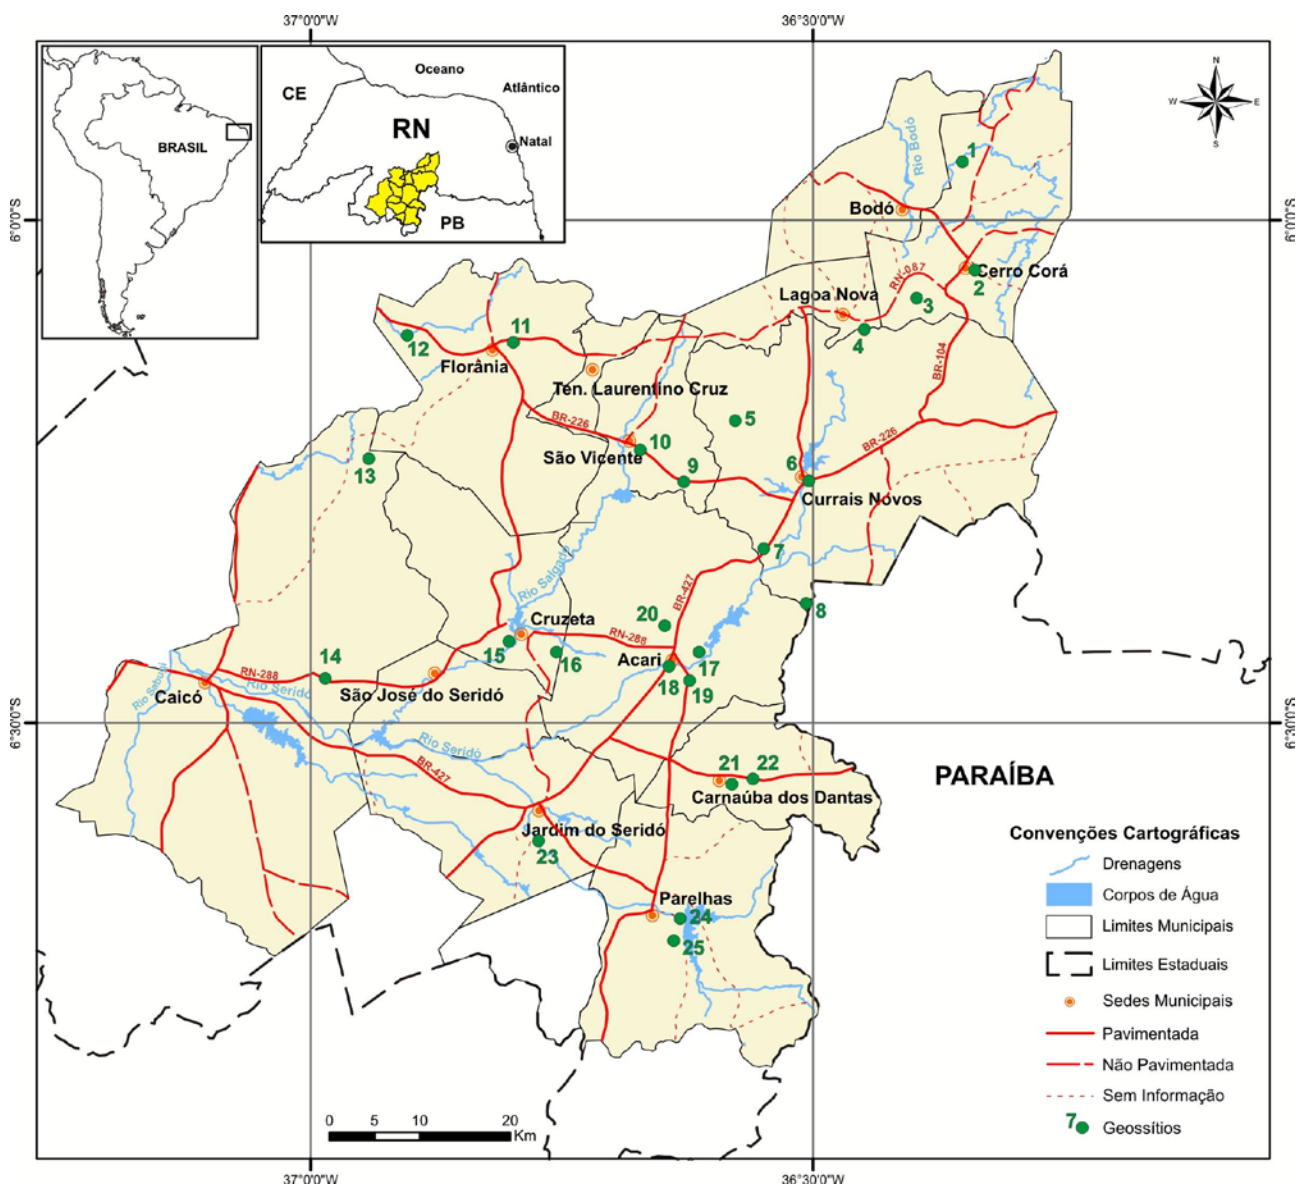 37°0'0"W
36°30'0"W
Oceano
Atlântico
CE
RN
Natal
BRASIL
PB
N
W
E
S
1
Rio Bodó
Bodó
6°0'0"S
6°0'0"S
Cerro Corá
2
RN-087
Lagoa Nova
3
4
11
12
Florânia
BR-104
Ten. Laurentino Cruz
5
BR-226
BR-226
10
São Vicente
9
6
13
Currais Novos
7
Rio Salgado
BR-427
8
20
Cruzeta
RN-288
15
16
Acari
17
14
18
19
RN-288
São José do Seridó
Rio Sabugi
Rio Seridó
Caicó
6°30'0"S
6°30'0"S
Rio Seridó
BR-427
21
22
Carnaúba dos Dantas
PARAÍBA
Jardim do Seridó
23
Parelhas
24
25
Convenções Cartográficas
Drenagens
Corpos de Água
Limites Municipais
Limites Estaduais
Sedes Municipais
Pavimentada
Não Pavimentada
Sem Informação
7
Geossítios
0
5
10
20
Km
37°0'0"W
36°30'0"W